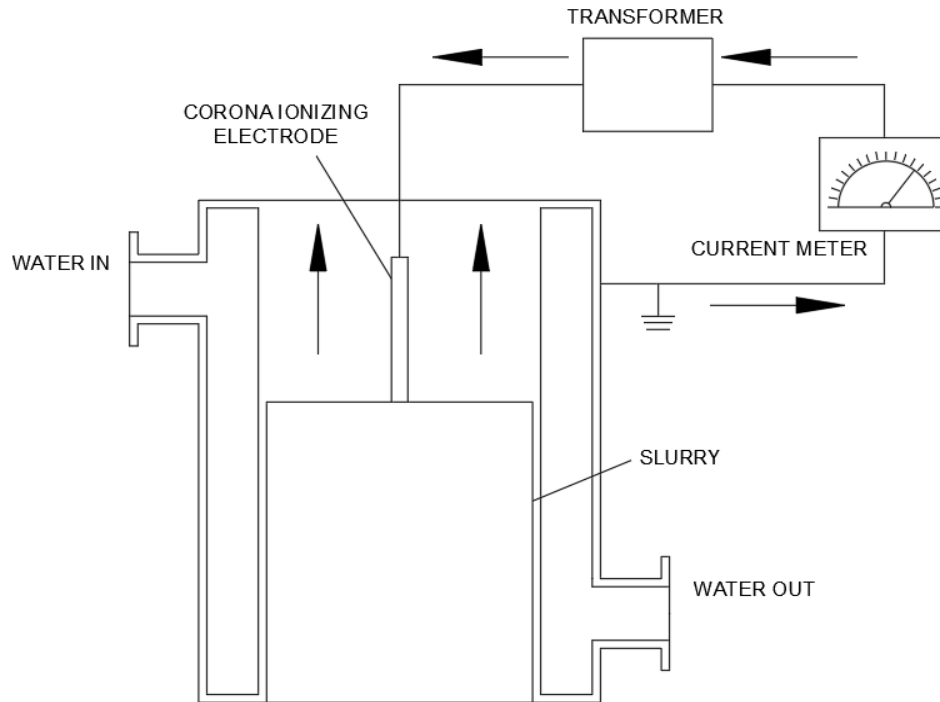 TRANSFORMER
CORONA IONIZING
ELECTRODE
WATER IN
CURRENT METER
SLURRY
WATER OUT